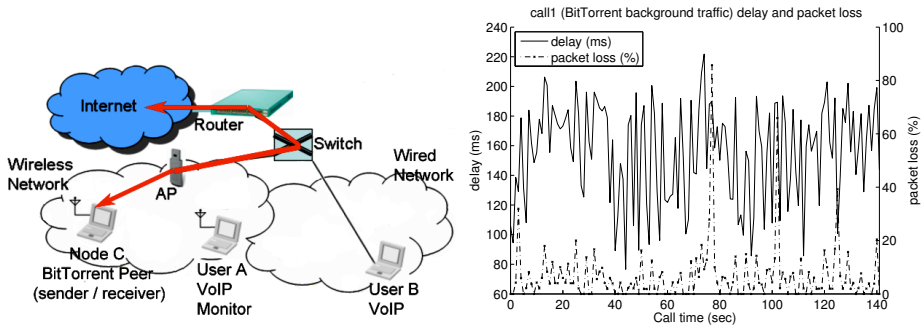 Internet
Router
Switch
Wireless
Network
Wired
Network
AP
Node C
BitTorrent Peer
(sender / receiver)
User A
VoIP
Monitor
User B
VoIP
call1 (BitTorrent background traffic) delay and packet loss
delay (ms)
packet loss (%)
240
220
200
180
160
140
120
100
80
60
delay (ms)
100
80
60
40
20
0
packet loss (%)
0 20 40 60 80 100 120 140
Call time (sec)